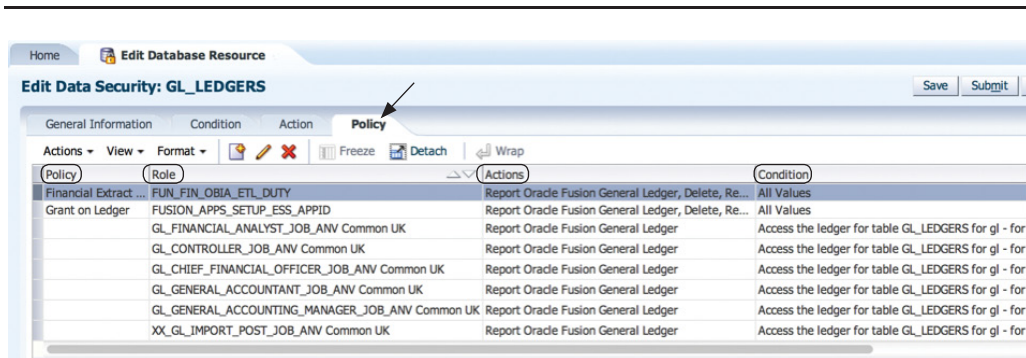 Home Edit Database Resource
Edit Data Security: GL_LEDGERS Save Submit
General Information Condition Action Policy
Actions View Format Freeze Detach Wrap
Policy Role Actions Condition
Financial Extract ... FUN_FIN_OBIA_ETL_DUTY Report Oracle Fusion General Ledger, Delete, Re... All Values
Grant on Ledger FUSION_APPS_SETUP_ESS_APPID Report Oracle Fusion General Ledger, Delete, Re... All Values
GL_FINANCIAL_ANALYST_JOB_ANV Common UK Report Oracle Fusion General Ledger Access the ledger for table GL_LEDGERS for gl - for
GL_CONTROLLER_JOB_ANV Common UK Report Oracle Fusion General Ledger Access the ledger for table GL_LEDGERS for gl - for
GL_CHIEF_FINANCIAL_OFFICER_JOB_ANV Common UK Report Oracle Fusion General Ledger Access the ledger for table GL_LEDGERS for gl - for
GL_GENERAL_ACCOUNTANT_JOB_ANV Common UK Report Oracle Fusion General Ledger Access the ledger for table GL_LEDGERS for gl - for
GL_GENERAL_ACCOUNTING_MANAGER_JOB_ANV Common UK Report Oracle Fusion General Ledger Access the ledger for table GL_LEDGERS for gl - for
XX_GL_IMPORT_POST_JOB_ANV Common UK Report Oracle Fusion General Ledger Access the ledger for table GL_LEDGERS for gl - for